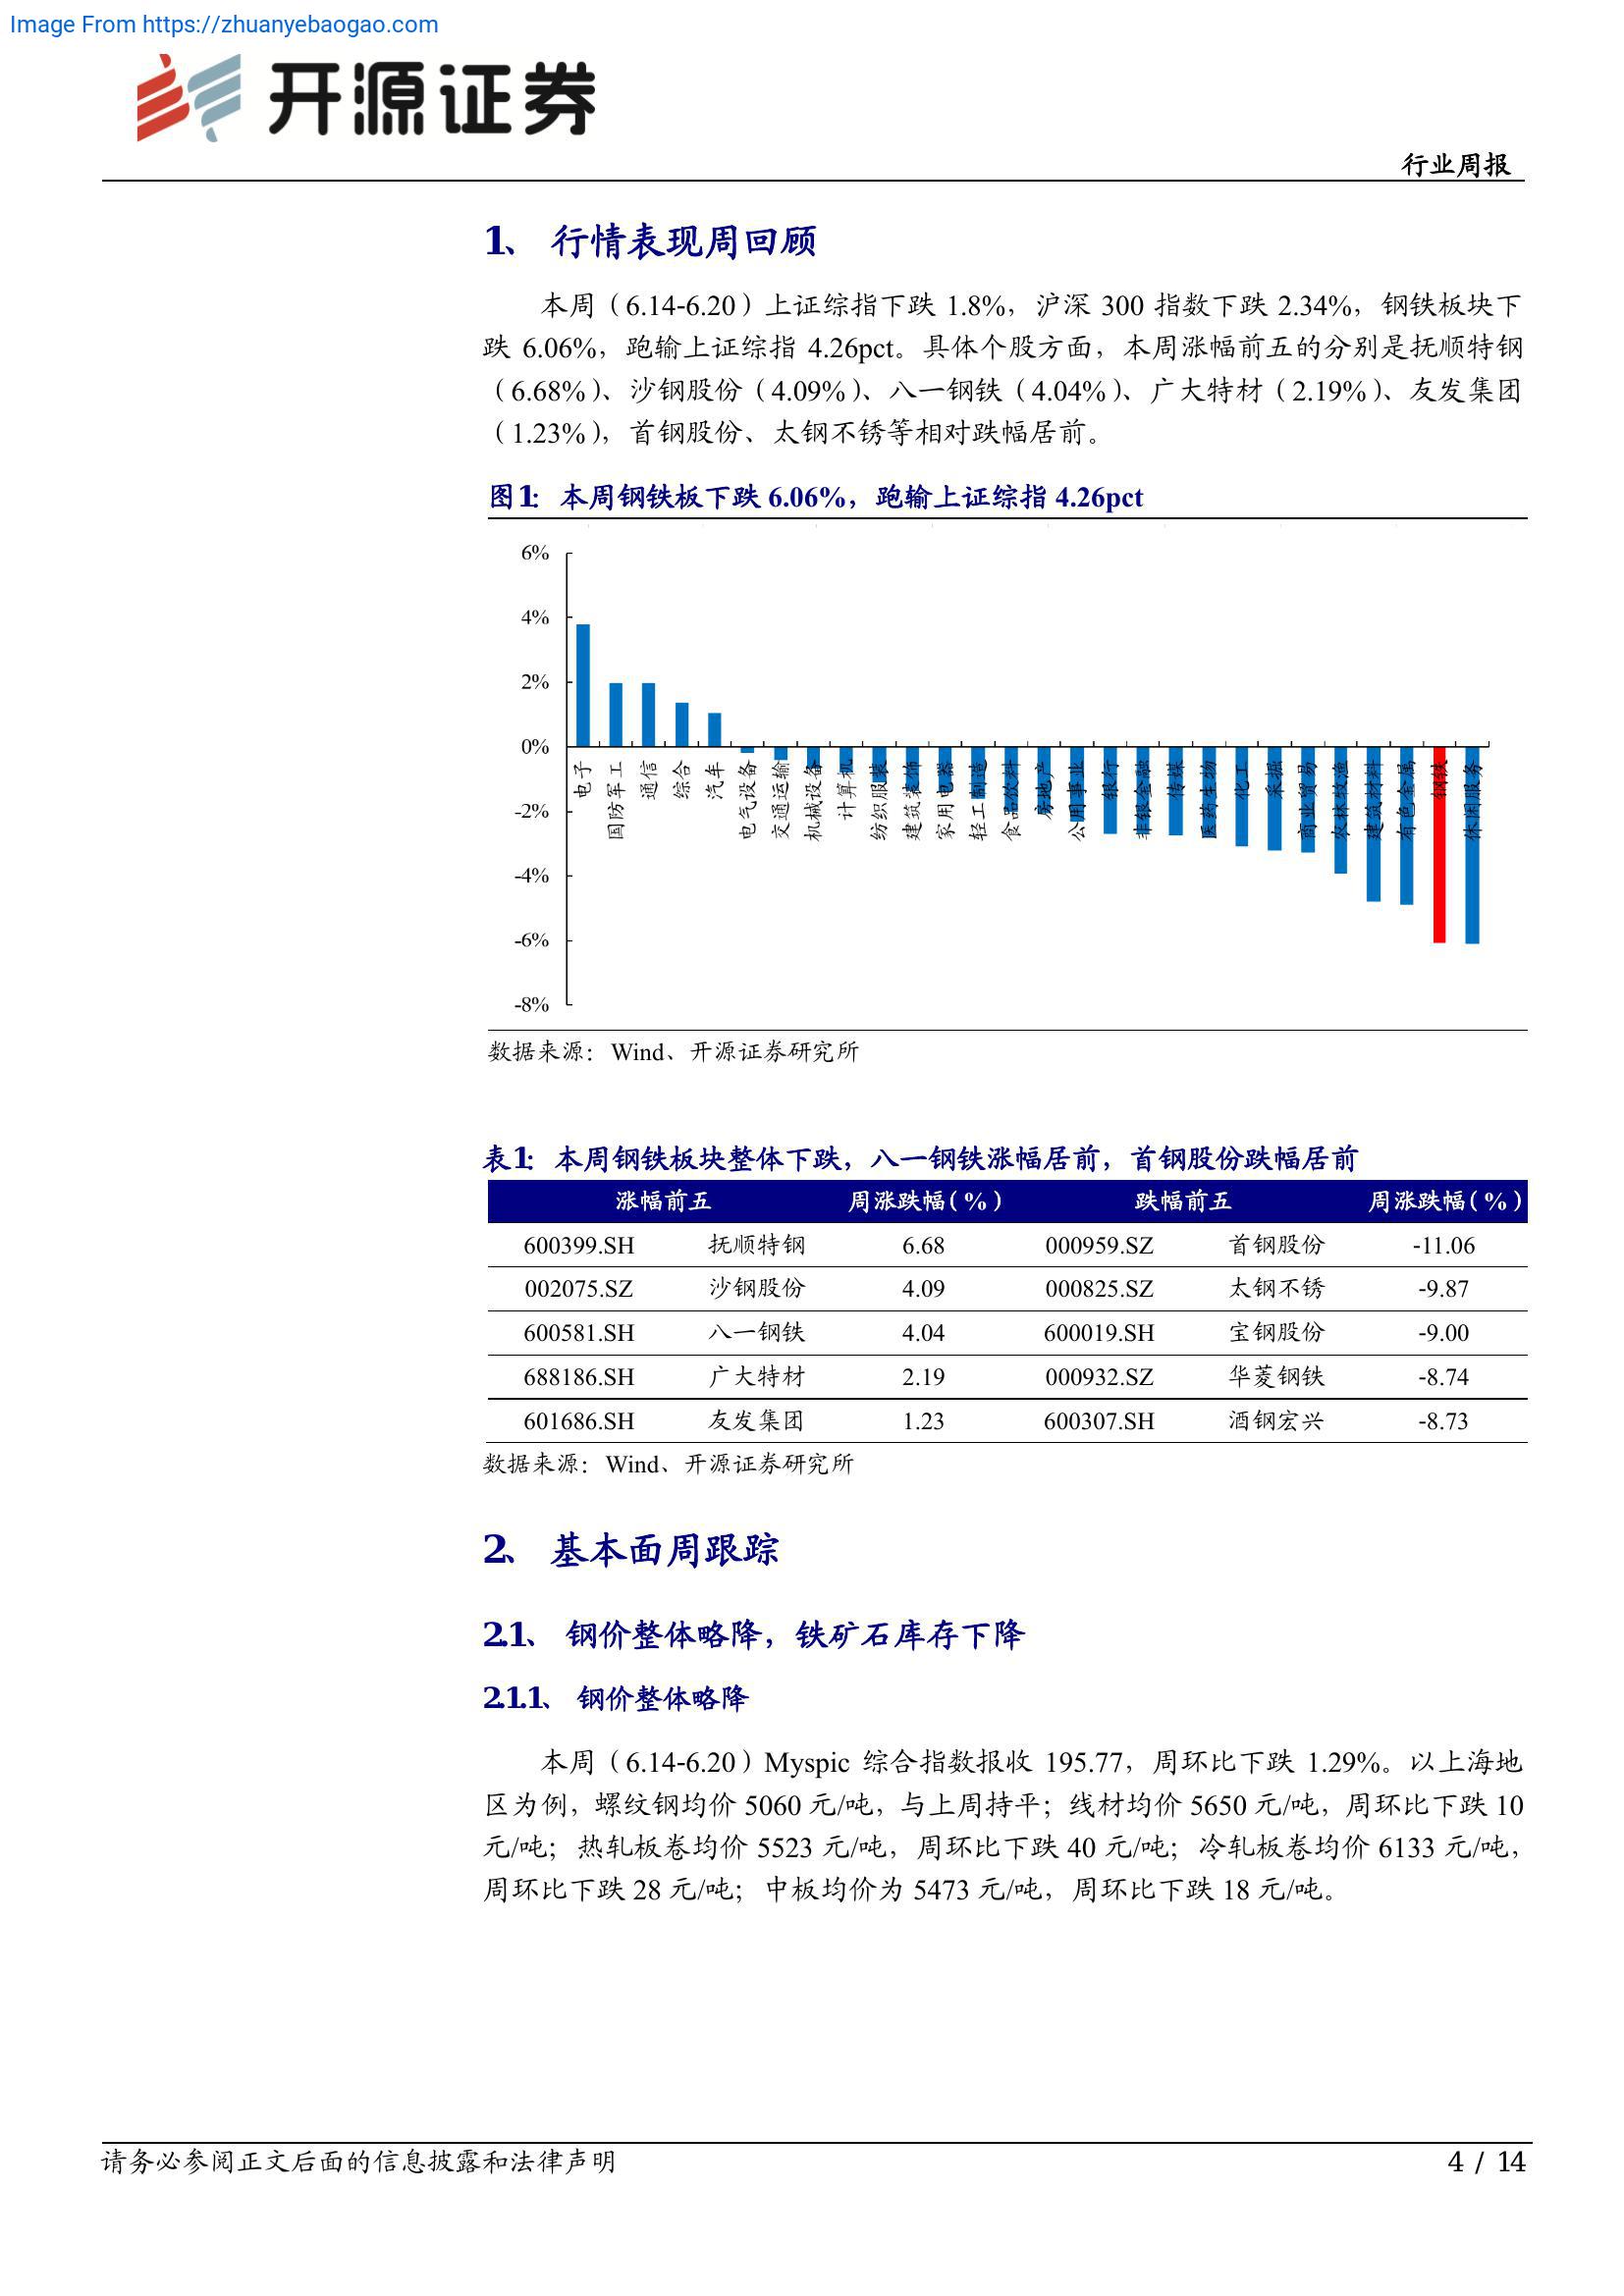 Image From https://zhuanyebaogao.com
开源证券
行业周报
1、 行情表现周回顾
本周（6.14-6.20）上证综指下跌 1.8%，沪深 300 指数下跌 2.34%，钢铁板块下
跌 6.06%，跑输上证综指 4.26pct。具体个股方面，本周涨幅前五的分别是抚顺特钢
（6.68%）、沙钢股份（4.09%）、八一钢铁（4.04%）、广大特材（2.19%）、友发集团
（1.23%），首钢股份、太钢不锈等相对跌幅居前。
图1： 本周钢铁板下跌 6.06%，跑输上证综指 4.26pct
6%
4%
2%
0%
-2%
-4%
-6%
-8%
电子
国防军工
通信
综合
汽车
电气设备
交通运输
机械设备
计算机
纺织服装
建筑装饰
家用电器
轻工制造
食品饮料
房地产
公用事业
银行
非银金融
传媒
医药生物
化工
采掘
商业贸易
农林牧渔
建筑材料
有色金属
钢铁
休闲服务
数据来源：Wind、开源证券研究所
表1： 本周钢铁板块整体下跌，八一钢铁涨幅居前，首钢股份跌幅居前
涨幅前五 周涨跌幅（%） 跌幅前五 周涨跌幅（%）
600399.SH 抚顺特钢 6.68 000959.SZ 首钢股份 -11.06
002075.SZ 沙钢股份 4.09 000825.SZ 太钢不锈 -9.87
600581.SH 八一钢铁 4.04 600019.SH 宝钢股份 -9.00
688186.SH 广大特材 2.19 000932.SZ 华菱钢铁 -8.74
601686.SH 友发集团 1.23 600307.SH 酒钢宏兴 -8.73
数据来源：Wind、开源证券研究所
2、 基本面周跟踪
2.1、 钢价整体略降，铁矿石库存下降
2.1.1、 钢价整体略降
本周（6.14-6.20）Myspic 综合指数报收 195.77，周环比下跌 1.29%。以上海地
区为例，螺纹钢均价 5060 元/吨，与上周持平；线材均价 5650 元/吨，周环比下跌 10
元/吨；热轧板卷均价 5523 元/吨，周环比下跌 40 元/吨；冷轧板卷均价 6133 元/吨，
周环比下跌 28 元/吨；中板均价为 5473 元/吨，周环比下跌 18 元/吨。
请务必参阅正文后面的信息披露和法律声明
4 / 14